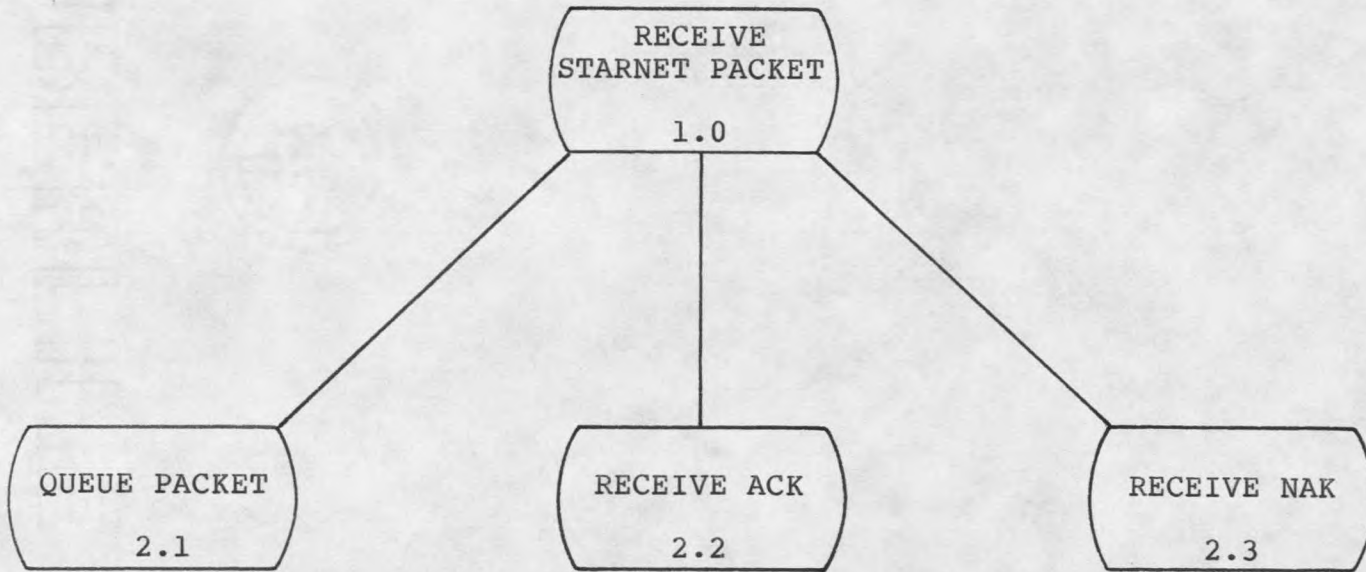 RECEIVE
STARNET PACKET
1.0
QUEUE PACKET
2.1
RECEIVE ACK
2.2
RECEIVE NAK
2.3